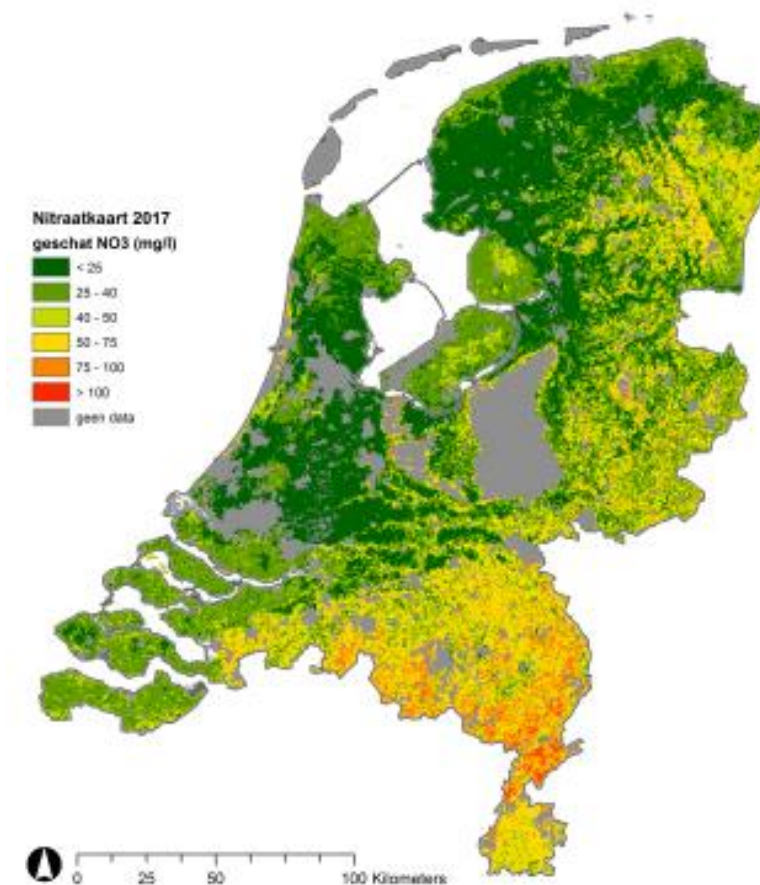 Nitraatkaart 2017
geschat NO3 (mg/l)
< 25
25 - 40
40 - 50
50 - 75
75 - 100
> 100
geen data
0 25 50 100 Kilometers